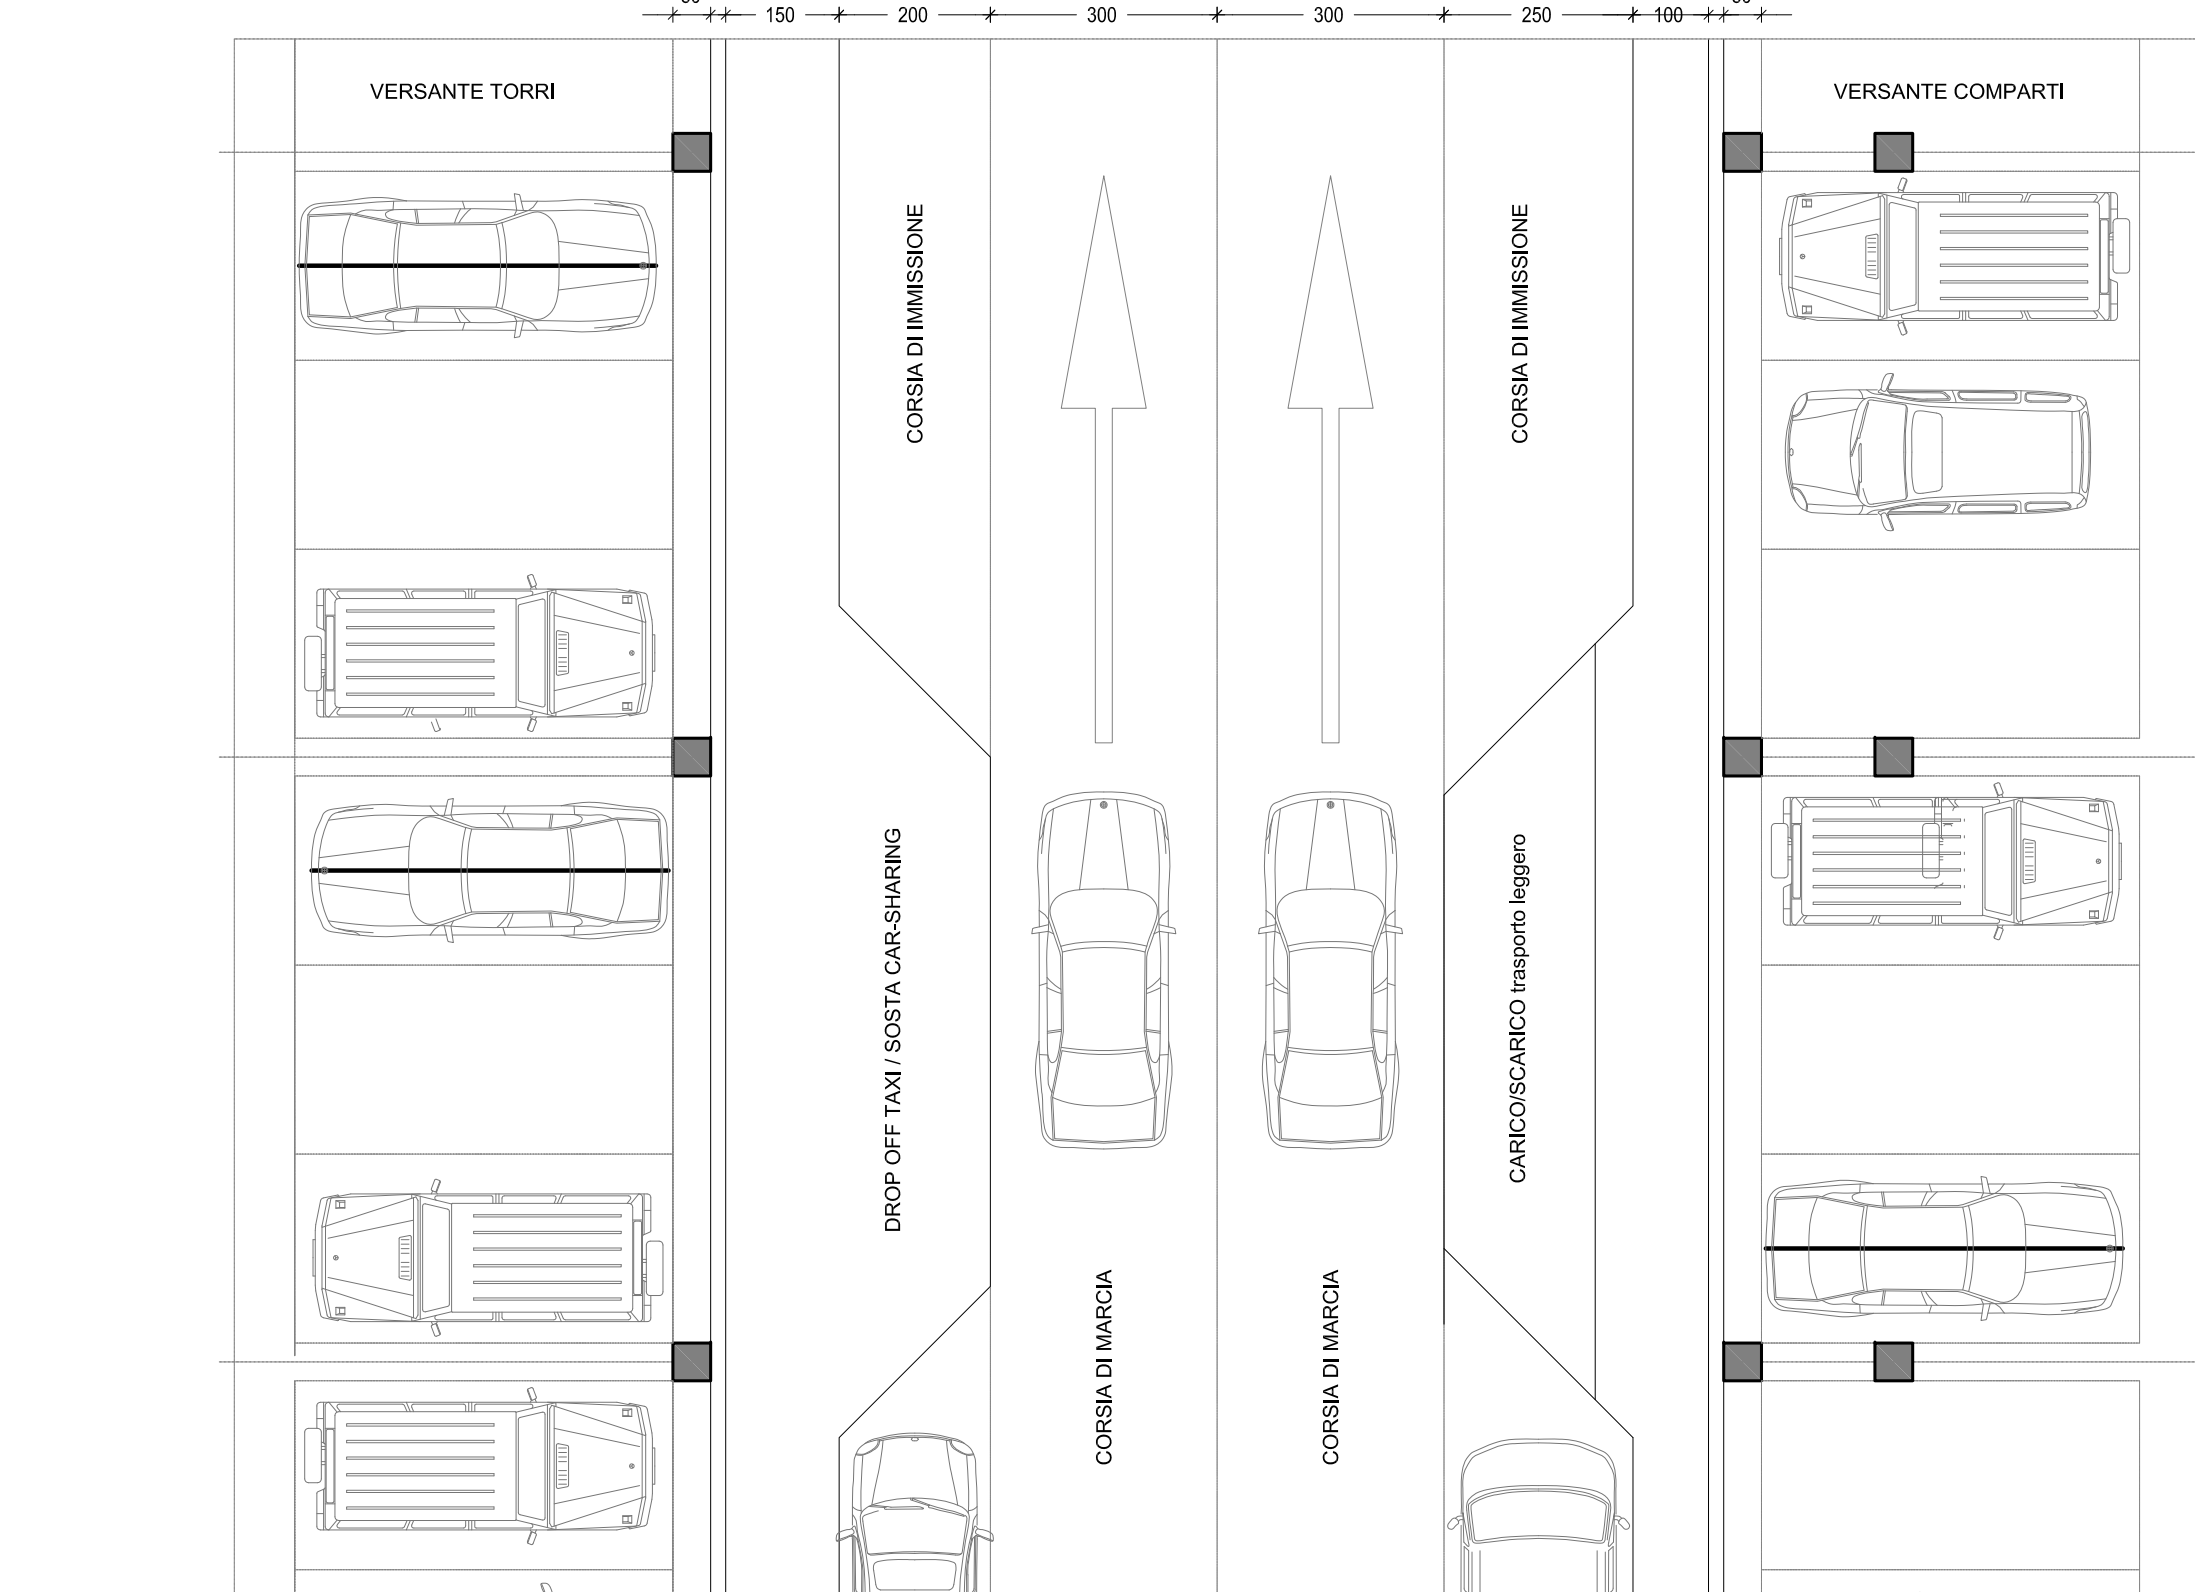 150 200 300 300 250 100
VERSANTE TORRI
VERSANTE COMPARTI
CORSIA DI IMMISSIONE
CORSIA DI IMMISSIONE
DROP OFF TAXI / SOSTA CAR-SHARING
CARICO/SCARICO trasporto leggero
CORSIA DI MARCIA
CORSIA DI MARCIA